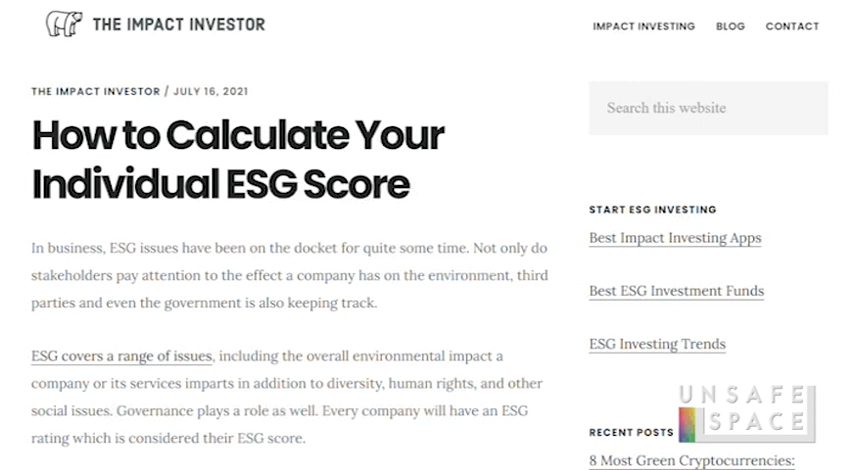 THE IMPACT INVESTOR
IMPACT INVESTING BLOG CONTACT
THE IMPACT INVESTOR / JULY 16, 2021
How to Calculate Your
Individual ESG Score
In business, ESG issues have been on the docket for quite some time. Not only do
stakeholders pay attention to the effect a company has on the environment, third
parties and even the government is also keeping track.
ESG covers a range of issues, including the overall environmental impact a
company or its services imparts in addition to diversity, human rights, and other
social issues. Governance plays a role as well. Every company will have an ESG
rating which is considered their ESG score.
Search this website
START ESG INVESTING
Best Impact Investing Apps
Best ESG Investment Funds
ESG Investing Trends
RECENT POSTS
8 Most Green Cryptocurrencies:
UNSAFE
SPACE